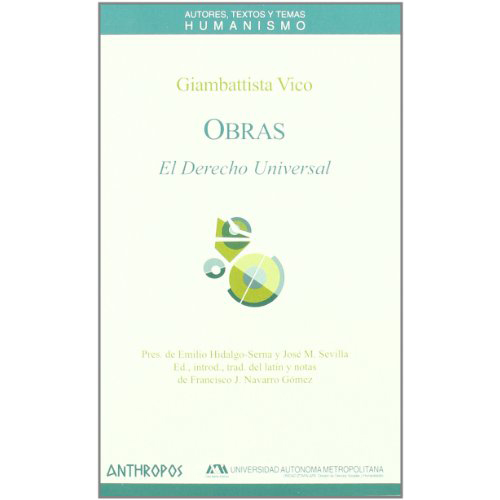 AUTORES, TEXTOS Y TEMAS
HUMANISMO
Giambattista Vico
OBRAS
El Derecho Universal
Pres. de Emilio Hidalgo-Serna y José M. Sevilla
Ed., introd., trad. del latín y notas
de Francisco J. Navarro Gómez
ANTHROPOS
UNIVERSIDAD AUTONOMA METROPOLITANA